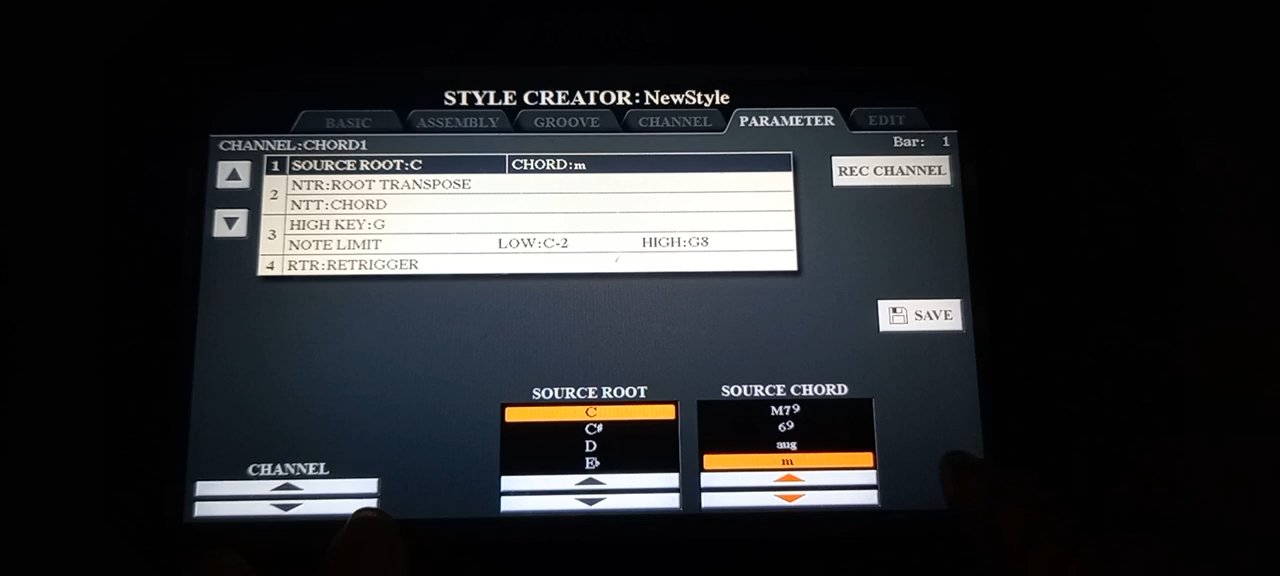 STYLE CREATOR:NewStyle
BASIC ASSEMBLY GROOVE CHANNEL PARAMETER EDIT
CHANNEL:CHORD1 Bar: 1
1 SOURCE ROOT:C CHORD:m REC CHANNEL
2 NTR:ROOT TRANSPOSE
NTT:CHORD
3 HIGH KEY:G
NOTE LIMIT LOW:C-2 HIGH:G8
4 RTR:RETRIGGER
SAVE
SOURCE ROOT SOURCE CHORD
C M79
C# 69
D aug
E♭ m
CHANNEL